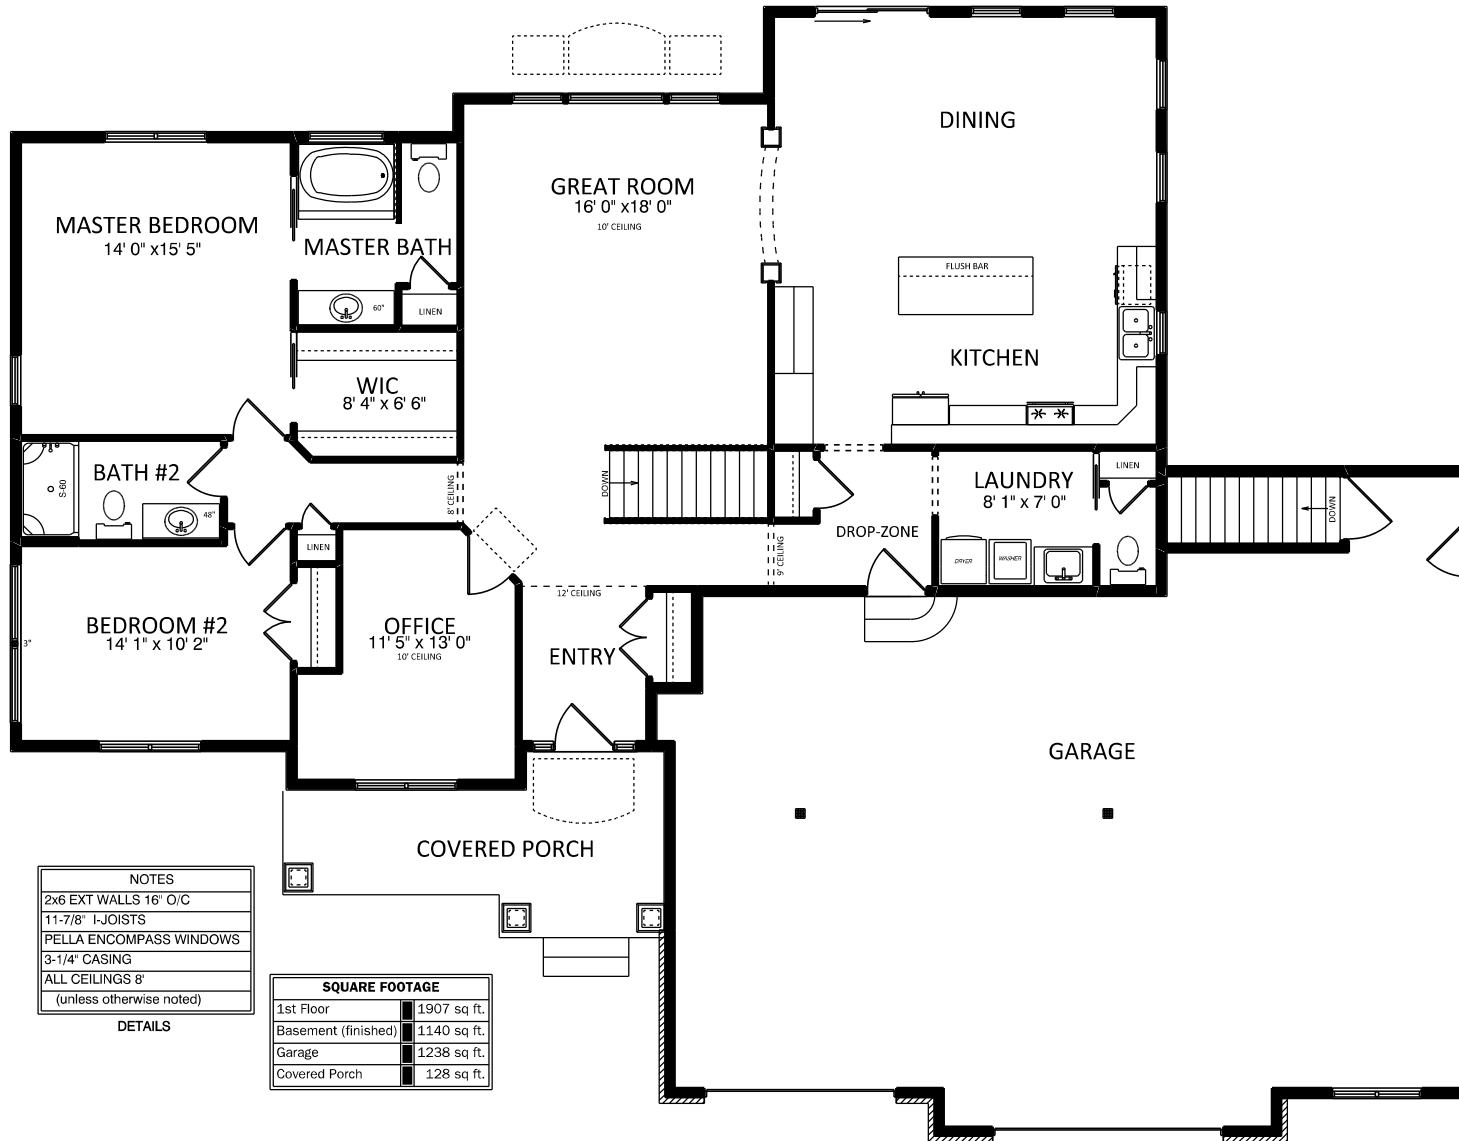 DINING
GREAT ROOM
16' 0" x18' 0"
10' CEILING
MASTER BEDROOM
14' 0" x15' 5"
MASTER BATH
60"
LINEN
FLUSH BAR
KITCHEN
WIC
8' 4" x 6' 6"
BATH #2
S-60
48"
8' CEILING
DOWN
LAUNDRY
8' 1" x 7' 0"
LINEN
DOWN
DROP-ZONE
9' CEILING
DRYER
WASHER
LINEN
12' CEILING
BEDROOM #2
14' 1" x 10' 2"
3"
OFFICE
11' 5" x 13' 0"
10' CEILING
ENTRY
GARAGE
COVERED PORCH
NOTES
2x6 EXT WALLS 16" O/C
11-7/8" I-JOISTS
PELLA ENCOMPASS WINDOWS
3-1/4" CASING
ALL CEILINGS 8'
(unless otherwise noted)
DETAILS
SQUARE FOOTAGE
1st Floor 1907 sq ft.
Basement (finished) 1140 sq ft.
Garage 1238 sq ft.
Covered Porch 128 sq ft.